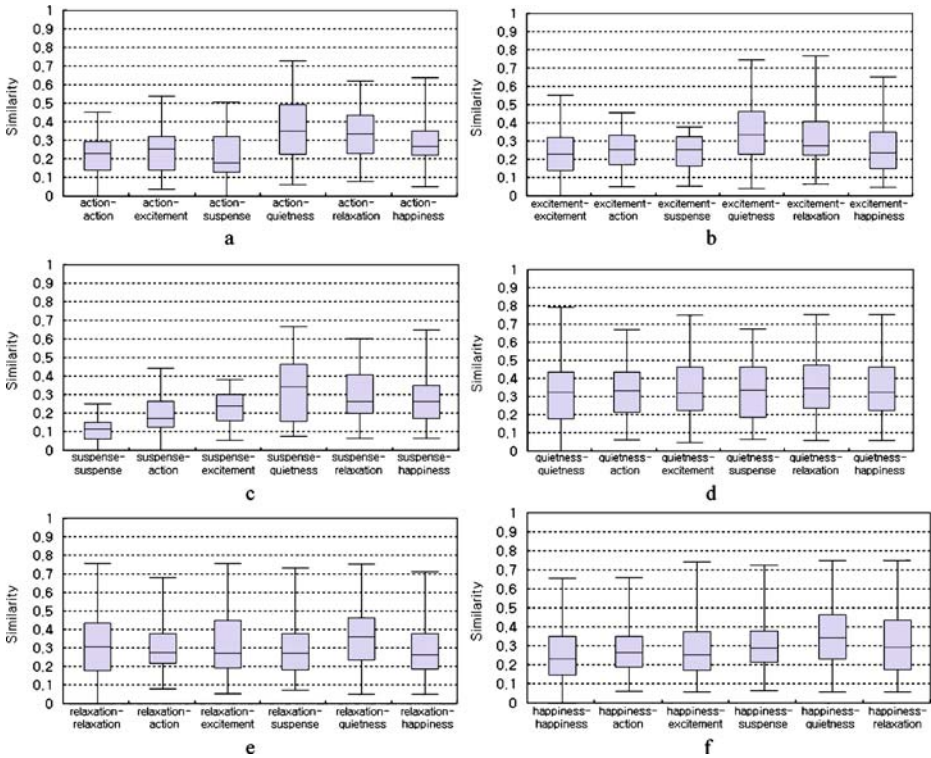 Similarity
1
0.9
0.8
0.7
0.6
0.5
0.4
0.3
0.2
0.1
0
action- action- action- action- action- action-
action excitement suspense quietness relaxation happiness
a
Similarity
1
0.9
0.8
0.7
0.6
0.5
0.4
0.3
0.2
0.1
0
excitement- excitement- excitement- excitement- excitement- excitement-
excitement action suspense quietness relaxation happiness
b
Similarity
1
0.9
0.8
0.7
0.6
0.5
0.4
0.3
0.2
0.1
0
suspense- suspense- suspense- suspense- suspense- suspense-
suspense action excitement quietness relaxation happiness
c
Similarity
1
0.9
0.8
0.7
0.6
0.5
0.4
0.3
0.2
0.1
0
quietness- quietness- quietness- quietness- quietness- quietness-
quietness action excitement suspense relaxation happiness
d
Similarity
1
0.9
0.8
0.7
0.6
0.5
0.4
0.3
0.2
0.1
0
relaxation- relaxation- relaxation- relaxation- relaxation- relaxation-
relaxation action excitement suspense quietness happiness
e
Similarity
1
0.9
0.8
0.7
0.6
0.5
0.4
0.3
0.2
0.1
0
happiness- happiness- happiness- happiness- happiness- happiness-
happiness action excitement suspense quietness relaxation
f